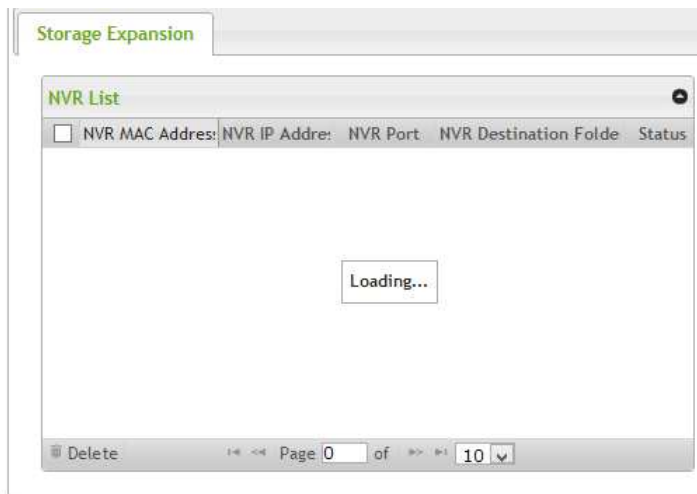 Storage Expansion
NVR List
NVR MAC Address NVR IP Addres NVR Port NVR Destination Folde Status
Loading...
Delete Page 0 of 10